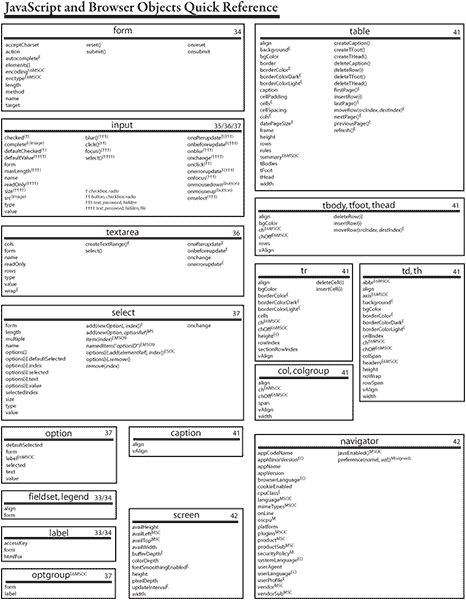 JavaScript and Browser Objects Quick Reference
form 34
acceptCharset reset() onreset
action submit() onsubmit
autocomplete
elements[]
encoding
enctype
length
method
name
target
input 35/36/37
checked blur() onafterupdate
complete click() onbeforeupdate
defaultChecked focus() onblur
defaultValue select() onchange
form onclick
maxLength onerrorupdate
name onfocus
readOnly onmousedown
size † checkbox, radio onmouseup
src †† button, checkbox, radio onselect
type ††† text, password, hidden
value †††† text, password, hidden, file
textarea 36
cols createTextRange() onafterupdate
form select() onbeforeupdate
name onchange
readOnly onerrorupdate
rows
type
value
wrap
select 37
form add(newOption[, index]) onchange
length add(newOption, optionRef)
multiple item(index)
name namedItem("optionID")
options[] options[i].add(elementRef[, index])
options[i].defaultSelected options[i].remove()
options[i].index remove(index)
options[i].selected
options[i].text
options[i].value
selectedIndex
size
type
value
option 37
defaultSelected
form
label
selected
text
value
caption 41
align
vAlign
fieldset, legend 33/34
align
form
label 33/34
accessKey
form
htmlFor
optgroup 37
form
label
screen 42
availHeight
availLeft
availTop
availWidth
bufferDepth
colorDepth
fontSmoothingEnabled
height
pixelDepth
updateInterval
width
table 41
align createCaption()
background createTFoot()
bgColor createTHead()
border deleteCaption()
borderColor deleteRow(i)
borderColorDark deleteTFoot()
borderColorLight deleteTHead()
caption firstPage()
cellPadding insertRow(i)
cells lastPage()
cellSpacing moveRow(srcIndex, destIndex)
cols nextPage()
datePageSize previousPage()
frame refresh()
height
rows
rules
summary
tBodies
tFoot
tHead
width
tbody, tfoot, thead 41
align deleteRow(i)
bgColor insertRow(i)
ch moveRow(srcIndex, destIndex)
chOff
rows
vAlign
tr 41
align deleteCell(i)
bgColor insertCell(i)
borderColor
borderColorDark
borderColorLight
cells
ch
chOff
height
rowIndex
sectionRowIndex
vAlign
td, th 41
abbr
align
axis
background
bgColor
borderColor
borderColorDark
borderColorLight
cellIndex
ch
chOff
colSpan
headers
height
noWrap
rowSpan
vAlign
width
col, colgroup 41
align
ch
chOff
span
vAlign
width
navigator 42
appCodeName javaEnabled()
appMinorVersion preference(name[, val])
appName
appVersion
browserLanguage
cookieEnabled
cpuClass
language
mimeTypes
onLine
oscpu
platform
plugins
product
productSub
securityPolicy
systemLanguage
userAgent
userLanguage
userProfile
vendor
vendorSub